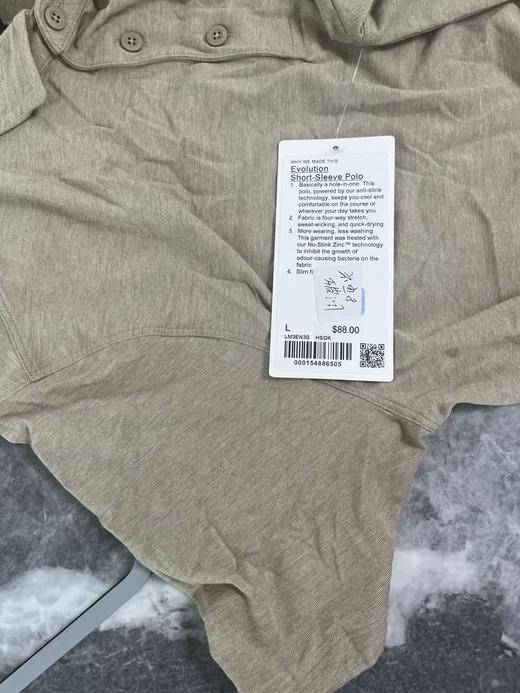 WHY WE MADE THIS
Evolution
Short-Sleeve Polo
1. Basically a hole-in-one. This
polo, powered by our anti-stink
technology, keeps you cool and
comfortable on the course or
wherever your day takes you
2. Fabric is four-way stretch,
sweat-wicking, and quick-drying
3. More wearing, less washing.
This garment was treated with
our No-Stink Zinc™ technology
to inhibit the growth of
odour-causing bacteria on the
fabric
4. Slim fi
L $88.00
LM3EN3S HSOK
000154886505